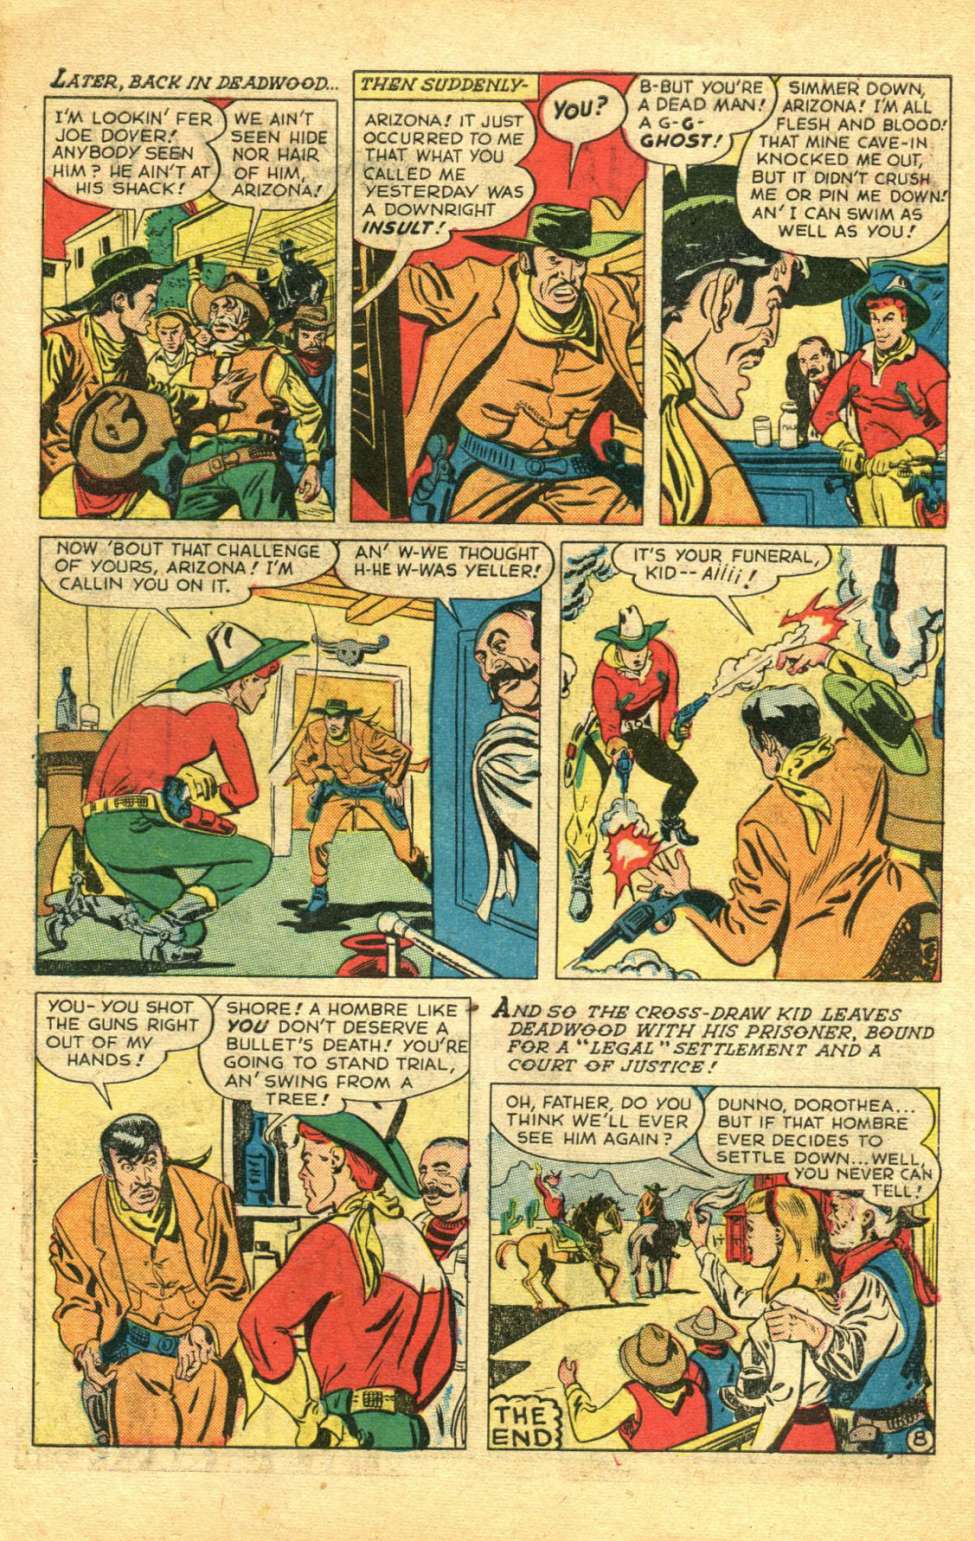 LATER, BACK IN DEADWOOD...
I'M LOOKIN' FER
JOE DOVER!
ANYBODY SEEN
HIM? HE AIN'T AT
HIS SHACK!
WE AIN'T
SEEN HIDE
NOR HAIR
OF HIM,
ARIZONA!
THEN SUDDENLY-
ARIZONA! IT JUST
OCCURRED TO ME
THAT WHAT YOU
CALLED ME
YESTERDAY WAS
A DOWNRIGHT
INSULT!
YOU?
B-BUT YOU'RE
A DEAD MAN!
A G-G-
GHOST!
SIMMER DOWN,
ARIZONA! I'M ALL
FLESH AND BLOOD!
THAT MINE CAVE-IN
KNOCKED ME OUT,
BUT IT DIDN'T CRUSH
ME OR PIN ME DOWN!
AN' I CAN SWIM AS
WELL AS YOU!
NOW 'BOUT THAT CHALLENGE
OF YOURS, ARIZONA! I'M
CALLIN YOU ON IT.
AN' W-WE THOUGHT
H-HE W-WAS YELLER!
IT'S YOUR FUNERAL,
KID--AIIII!
YOU-YOU SHOT
THE GUNS RIGHT
OUT OF MY
HANDS!
SHORE! A HOMBRE LIKE
YOU DON'T DESERVE A
BULLET'S DEATH! YOU'RE
GOING TO STAND TRIAL,
AN' SWING FROM A
TREE!
AND SO THE CROSS-DRAW KID LEAVES
DEADWOOD WITH HIS PRISONER, BOUND
FOR A "LEGAL" SETTLEMENT AND A
COURT OF JUSTICE!
OH, FATHER, DO YOU
THINK WE'LL EVER
SEE HIM AGAIN?
DUNNO, DOROTHEA...
BUT IF THAT HOMBRE
EVER DECIDES TO
SETTLE DOWN...WELL,
YOU NEVER CAN
TELL!
THE
END
8